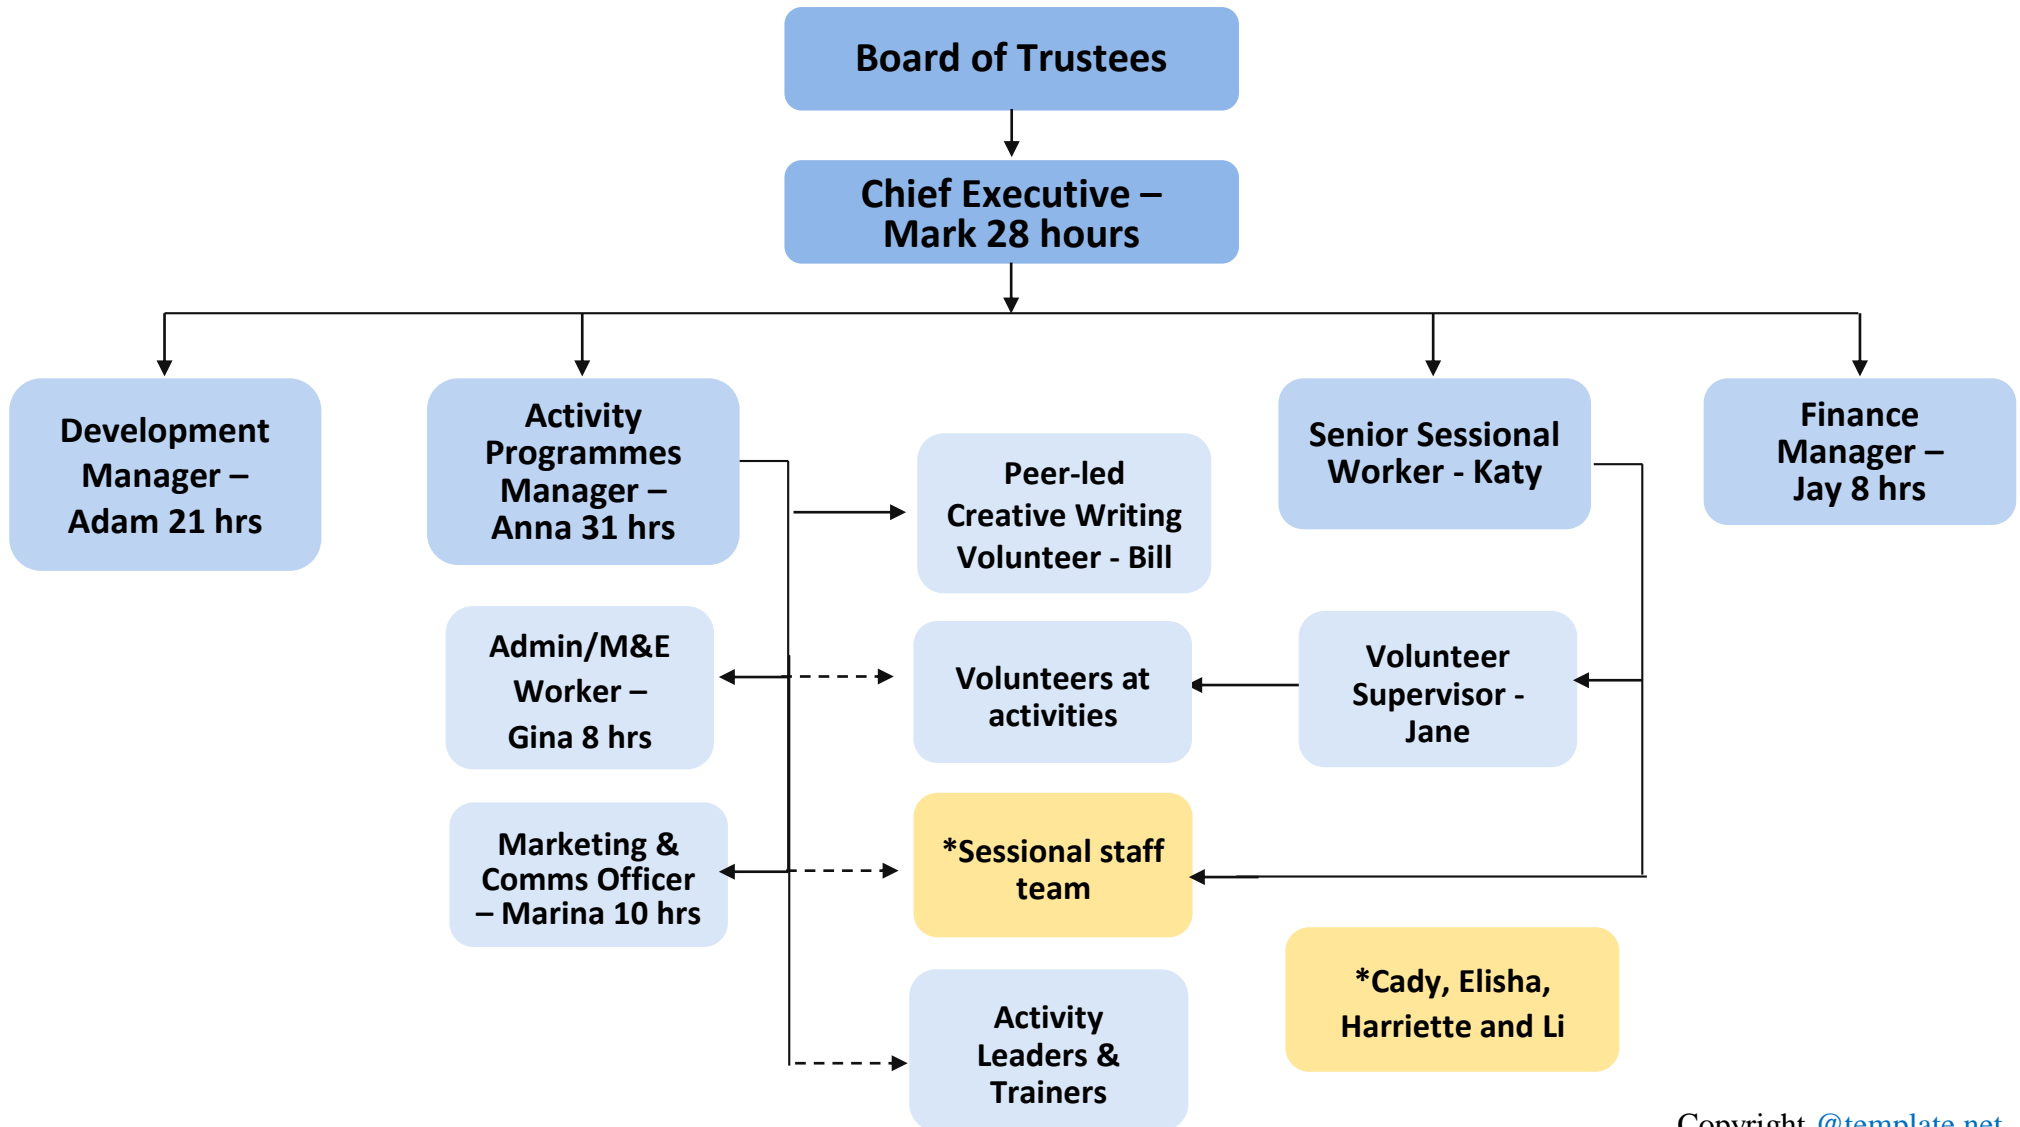 Board of Trustees
Chief Executive –
Mark 28 hours
Development
Manager –
Adam 21 hrs
Activity
Programmes
Manager –
Anna 31 hrs
Peer-led
Creative Writing
Volunteer - Bill
Senior Sessional
Worker - Katy
Finance
Manager –
Jay 8 hrs
Admin/M&E
Worker –
Gina 8 hrs
Volunteers at
activities
Volunteer
Supervisor -
Jane
Marketing &
Comms Officer
– Marina 10 hrs
*Sessional staff
team
*Cady, Elisha,
Harriette and Li
Activity
Leaders &
Trainers
Copyright @template.net